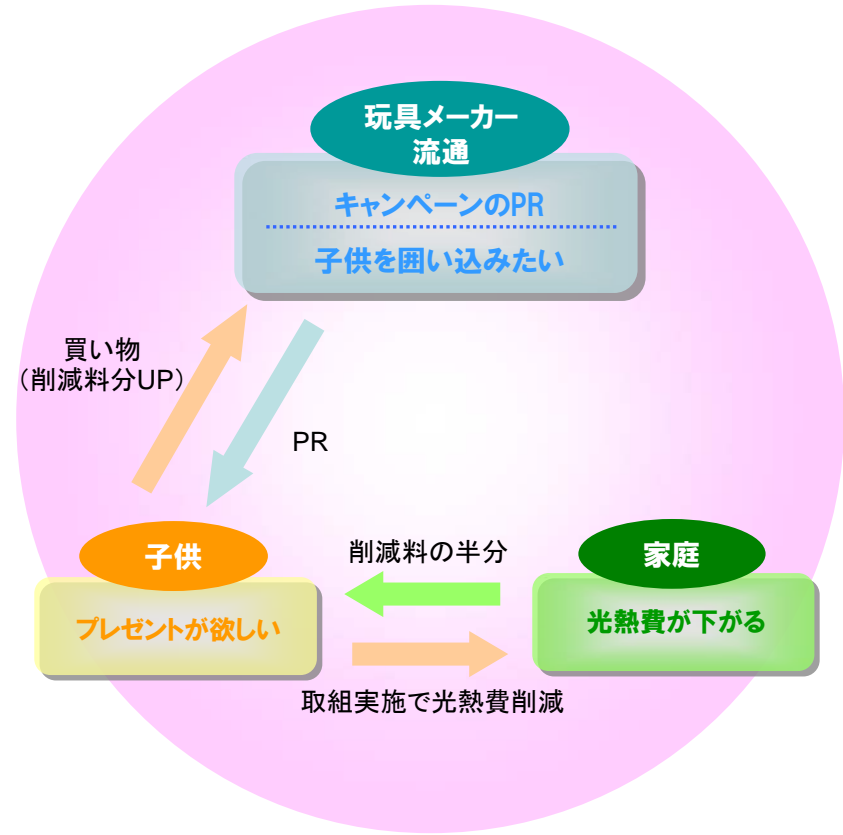 玩具メーカー
流通
キャンペーンのPR
子供を囲い込みたい
買い物
（削減料分UP）
PR
子供
プレゼントが欲しい
削減料の半分
家庭
光熱費が下がる
取組実施で光熱費削減